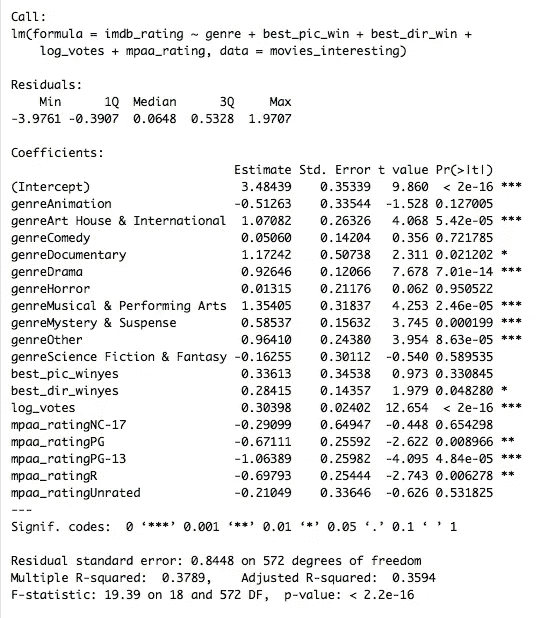 Call:
lm(formula = imdb_rating ~ genre + best_pic_win + best_dir_win +
    log_votes + mpaa_rating, data = movies_interesting)

Residuals:
    Min      1Q  Median      3Q     Max
-3.9761 -0.3907  0.0648  0.5328  1.9707

Coefficients:
                               Estimate Std. Error t value Pr(>|t|)
(Intercept)                     3.48439    0.35339   9.860  < 2e-16 ***
genreAnimation                 -0.51263    0.33544  -1.528 0.127005
genreArt House & International  1.07082    0.26326   4.068 5.42e-05 ***
genreComedy                     0.05060    0.14204   0.356 0.721785
genreDocumentary                1.17242    0.50738   2.311 0.021202 *
genreDrama                      0.92646    0.12066   7.678 7.01e-14 ***
genreHorror                     0.01315    0.21176   0.062 0.950522
genreMusical & Performing Arts  1.35405    0.31837   4.253 2.46e-05 ***
genreMystery & Suspense         0.58537    0.15632   3.745 0.000199 ***
genreOther                      0.96410    0.24380   3.954 8.63e-05 ***
genreScience Fiction & Fantasy -0.16255    0.30112  -0.540 0.589535
best_pic_winyes                 0.33613    0.34538   0.973 0.330845
best_dir_winyes                 0.28415    0.14357   1.979 0.048280 *
log_votes                       0.30398    0.02402  12.654  < 2e-16 ***
mpaa_ratingNC-17               -0.29099    0.64947  -0.448 0.654298
mpaa_ratingPG                  -0.67111    0.25592  -2.622 0.008966 **
mpaa_ratingPG-13               -1.06389    0.25982  -4.095 4.84e-05 ***
mpaa_ratingR                   -0.69793    0.25444  -2.743 0.006278 **
mpaa_ratingUnrated             -0.21049    0.33646  -0.626 0.531825
---
Signif. codes:  0 ‘***’ 0.001 ‘**’ 0.01 ‘*’ 0.05 ‘.’ 0.1 ‘ ’ 1

Residual standard error: 0.8448 on 572 degrees of freedom
Multiple R-squared:  0.3789,    Adjusted R-squared:  0.3594
F-statistic: 19.39 on 18 and 572 DF,  p-value: < 2.2e-16